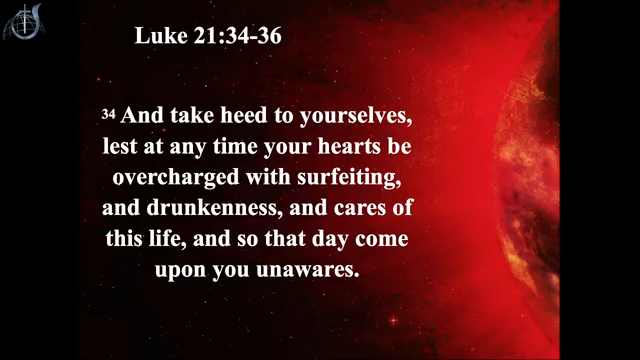 Luke 21:34-36
34 And take heed to yourselves,
lest at any time your hearts be
overcharged with surfeiting,
and drunkenness, and cares of
this life, and so that day come
upon you unawares.